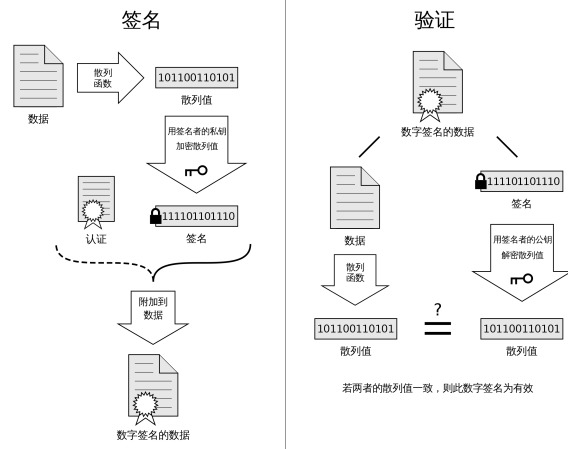 签名
散列
函数
101100110101
数据
散列值
用签名者的私钥
加密散列值
111101101110
认证
签名
附加到
数据
数字签名的数据
验证
数字签名的数据
111101101110
签名
数据
用签名者的公钥
解密散列值
散列
函数
?
=
101100110101
101100110101
散列值
散列值
若两者的散列值一致，则此数字签名为有效